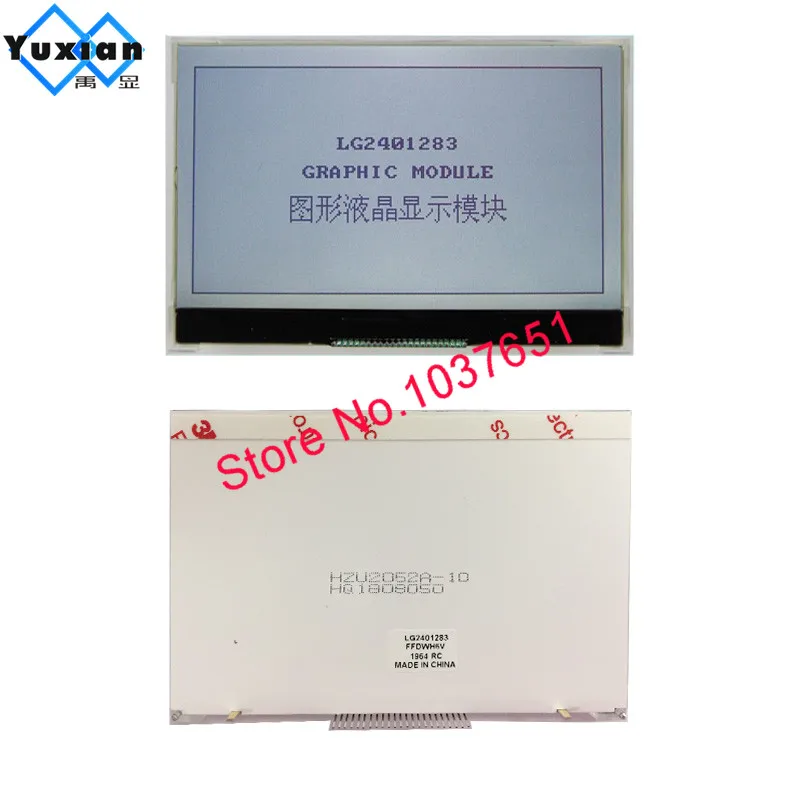 Yuxian
禹 显
LG2401283
GRAPHIC MODULE
图形液晶显示模块
Store No.1037651
HZU2052A-10
HQ1808050
LG2401283
FFDWH6V
1964 RC
MADE IN CHINA